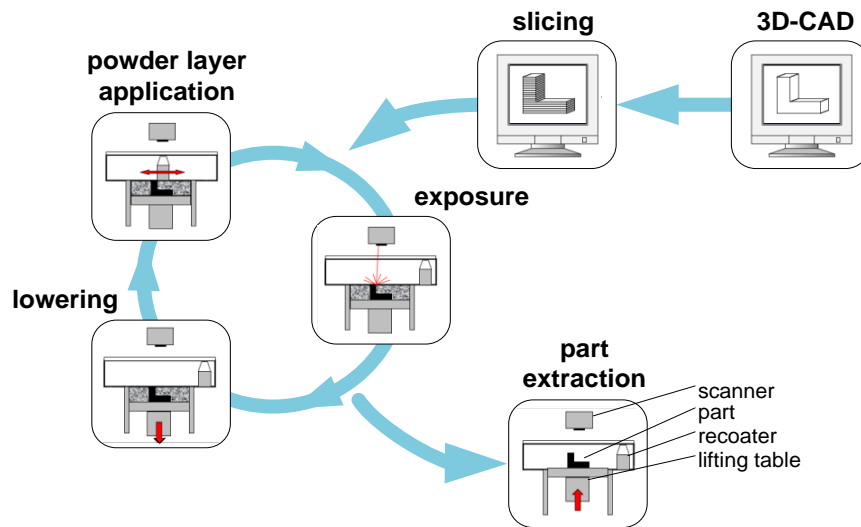 slicing
3D-CAD
powder layer
application
exposure
lowering
part
extraction
scanner
part
recoater
lifting table